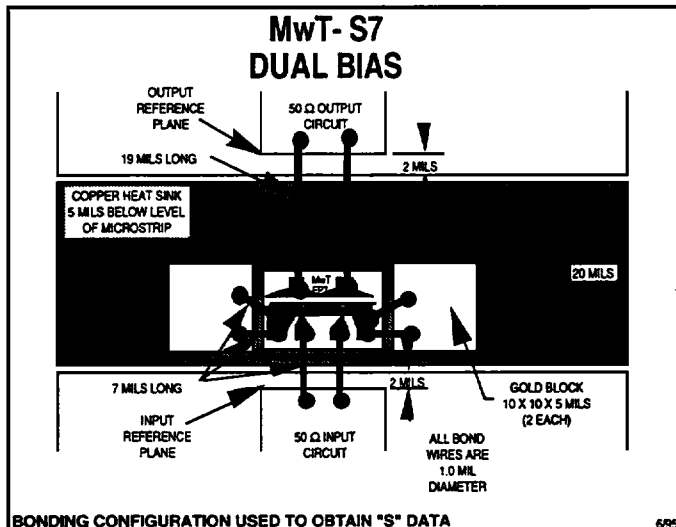 MwT- S7
DUAL BIAS
OUTPUT
REFERENCE
PLANE
50 Ω OUTPUT
CIRCUIT
19 MILS LONG
2 MILS
COPPER HEAT SINK
5 MILS BELOW LEVEL
OF MICROSTRIP
20 MILS
MwT
7 MILS LONG
2 MILS
INPUT
REFERENCE
PLANE
50 Ω INPUT
CIRCUIT
GOLD BLOCK
10 X 10 X 5 MILS
(2 EACH)
ALL BOND
WIRES ARE
1.0 MIL
DIAMETER
BONDING CONFIGURATION USED TO OBTAIN "S" DATA